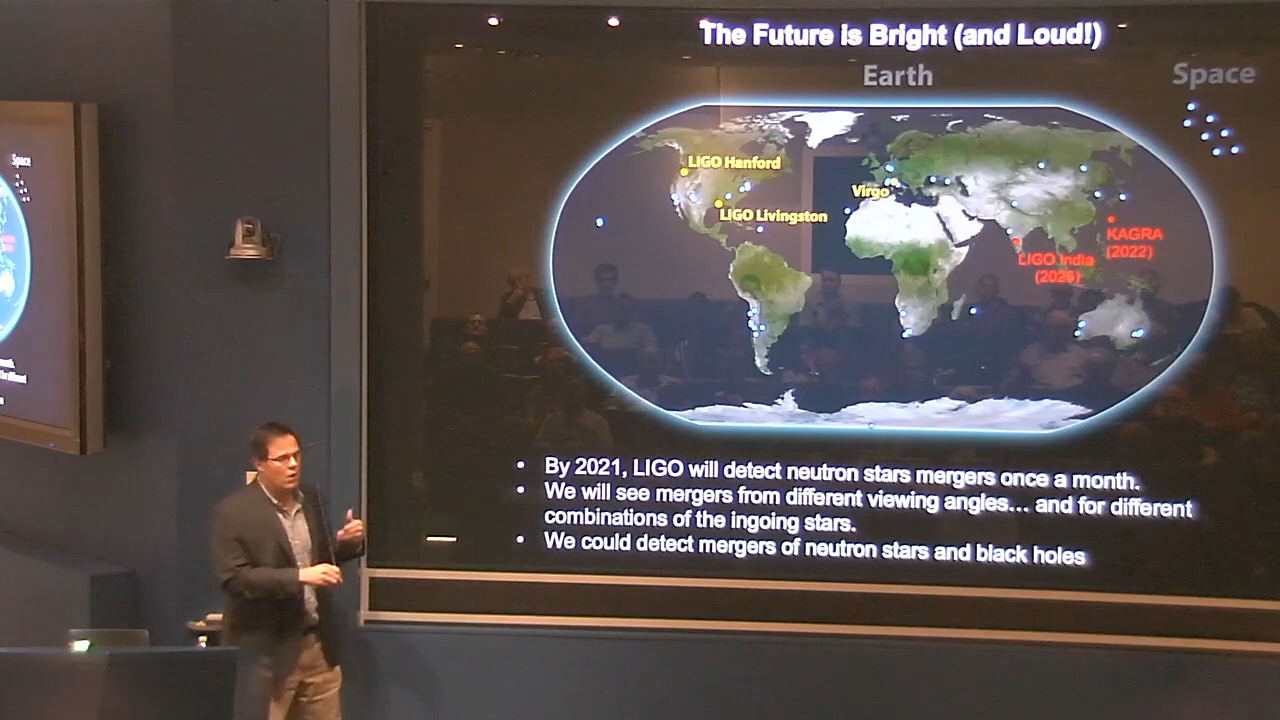 The Future is Bright (and Loud!)
Earth
Space
LIGO Hanford
Virgo
LIGO Livingston
KAGRA
(2022)
LIGO India
(2026)
• By 2021, LIGO will detect neutron stars mergers once a month.
• We will see mergers from different viewing angles... and for different
combinations of the ingoing stars.
• We could detect mergers of neutron stars and black holes
Space